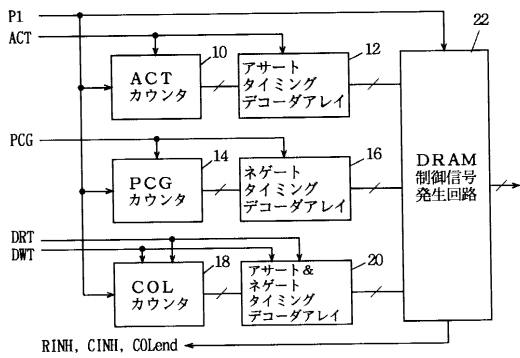 P1
22
ACT
10
12
ACT
カウンタ
アサート
タイミング
デコーダアレイ
PCG
14
16
PCG
カウンタ
ネゲート
タイミング
デコーダアレイ
DRAM
制御信号
発生回路
DRT
DWT
18
20
COL
カウンタ
アサート&
ネゲート
タイミング
デコーダアレイ
RINH, CINH, COLend